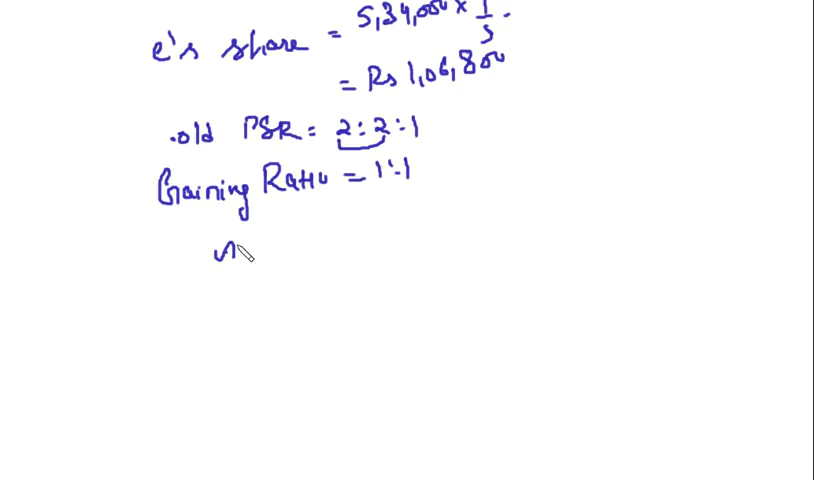 e's share = 5,34,000 × 1/5.
= Rs 1,06,800
.old PSR = 2:2:1
Gaining Ratio = 1:1